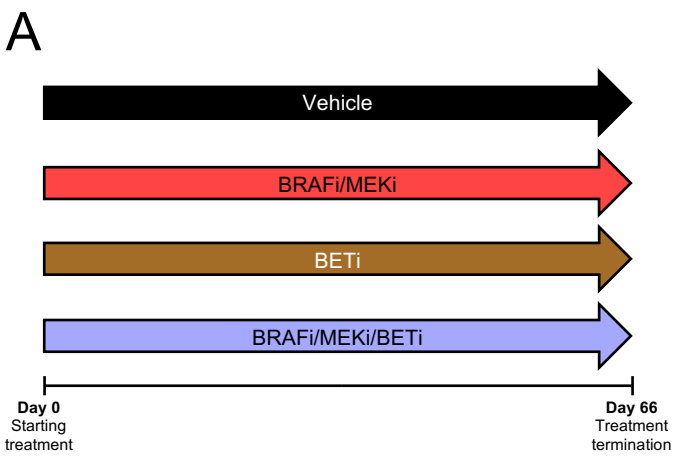 A
Vehicle
BRAFi/MEKi
BETi
BRAFi/MEKi/BETi
Day 0
Starting
treatment
Day 66
Treatment
termination